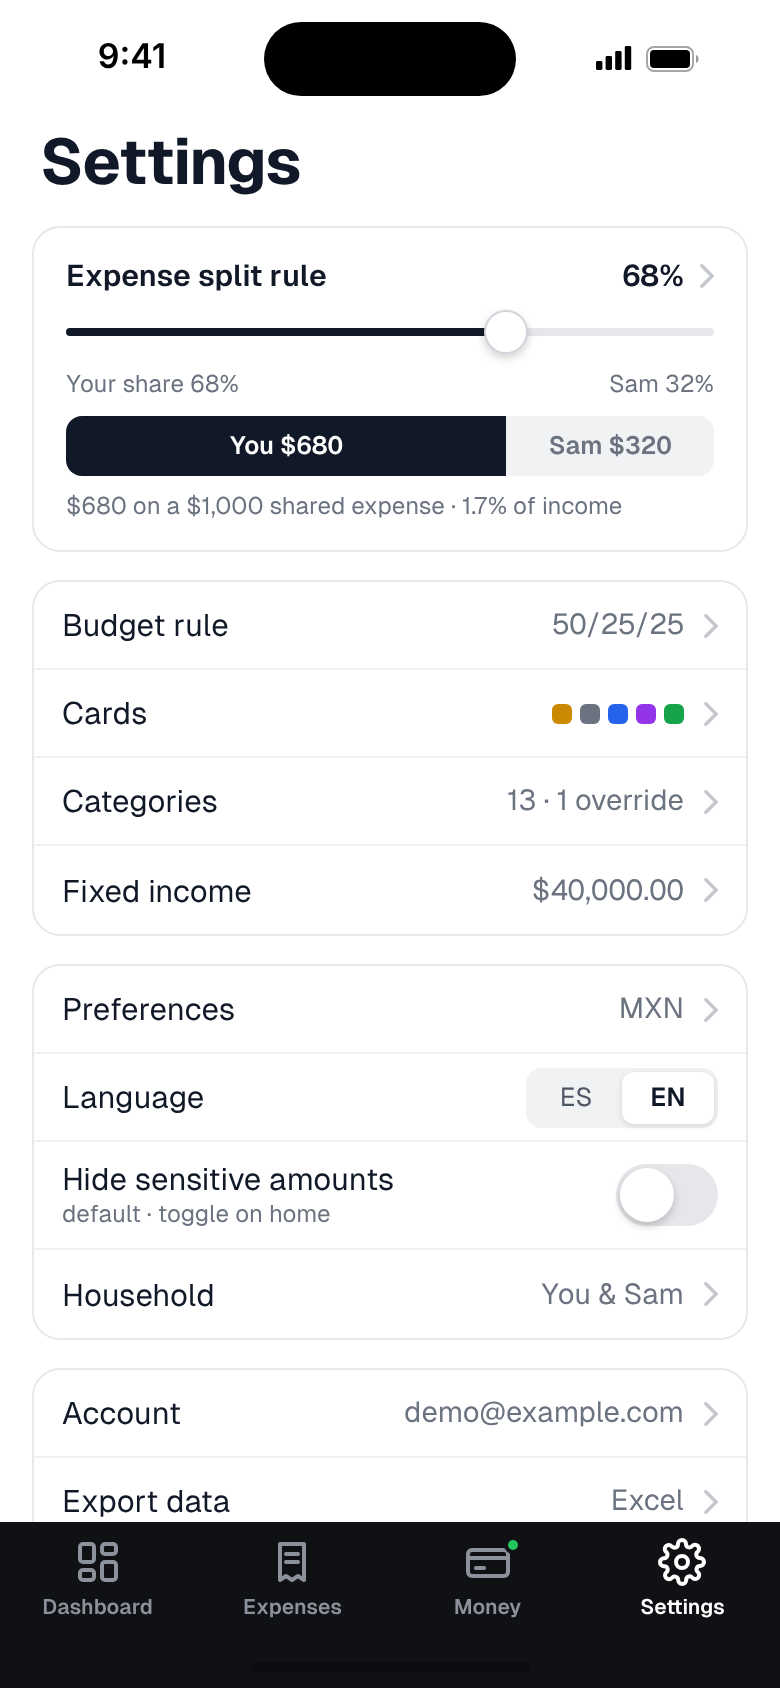 9:41
Settings
Expense split rule 68%
Your share 68% Sam 32%
You $680 Sam $320
$680 on a $1,000 shared expense · 1.7% of income
Budget rule 50/25/25
Cards
Categories 13 · 1 override
Fixed income $40,000.00
Preferences MXN
Language ES EN
Hide sensitive amounts
default · toggle on home
Household You & Sam
Account demo@example.com
Export data Excel
Dashboard Expenses Money Settings